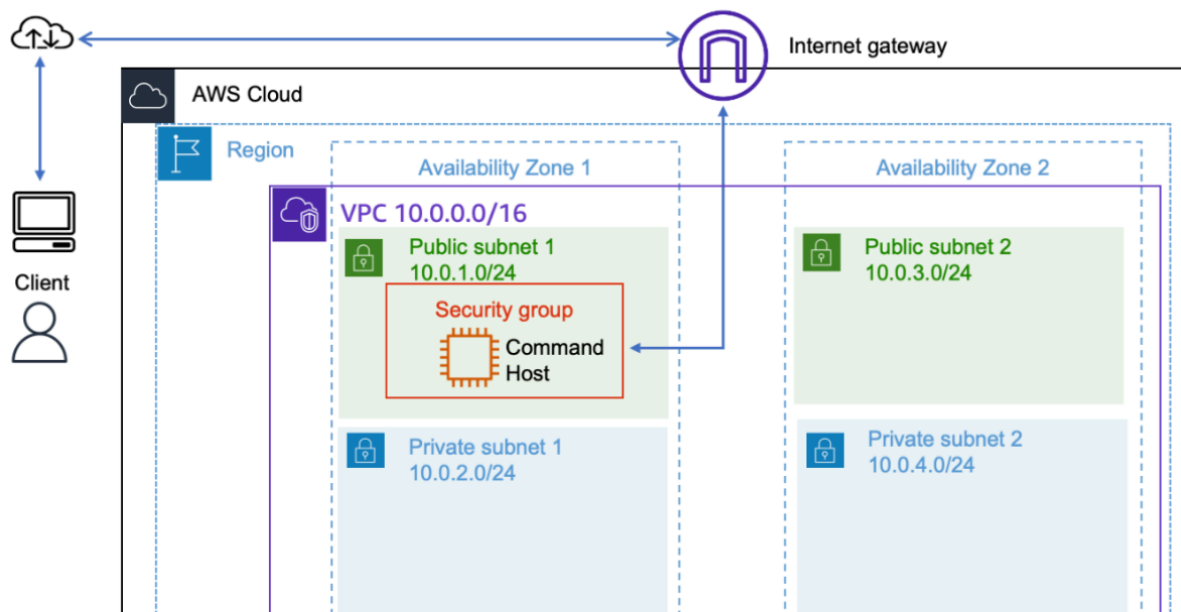 Internet gateway
AWS Cloud
Region
Availability Zone 1
Availability Zone 2
VPC 10.0.0.0/16
Public subnet 1
10.0.1.0/24
Public subnet 2
10.0.3.0/24
Client
Security group
Command
Host
Private subnet 1
10.0.2.0/24
Private subnet 2
10.0.4.0/24